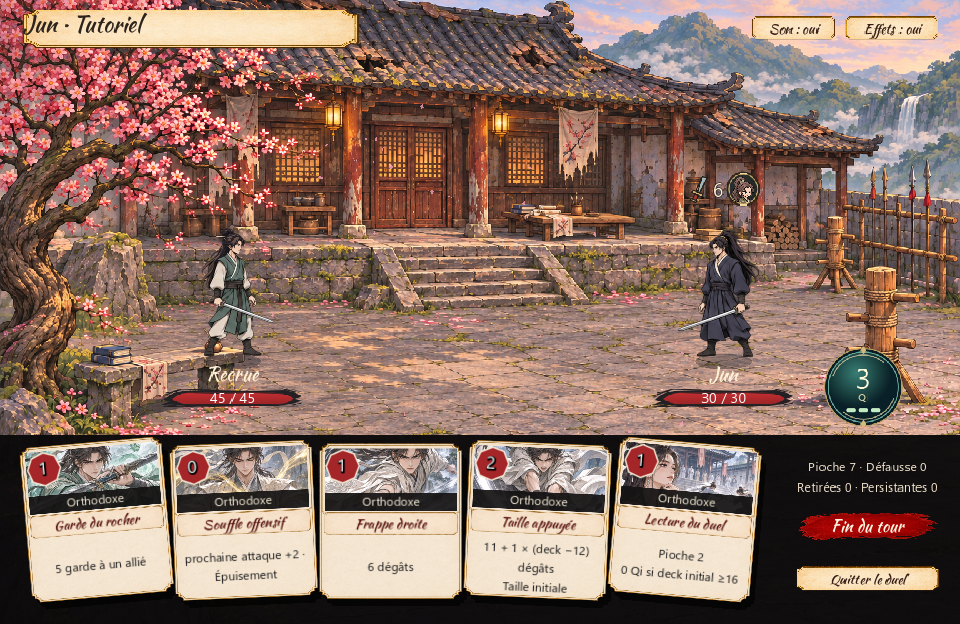 Jun · Tutoriel
Son : oui
Effets : oui
6
Recrue
45 / 45
Jun
30 / 30
3
Q
1
Orthodoxe
Garde du rocher
5 garde à un allié
0
Orthodoxe
Souffle offensif
prochaine attaque +2 ·
Épuisement
1
Orthodoxe
Frappe droite
6 dégâts
2
Orthodoxe
Taille appuyée
11 + 1 × (deck −12)
dégâts
Taille initiale
1
Orthodoxe
Lecture du duel
Pioche 2
0 Qi si deck initial ≥16
Pioche 7 · Défausse 0
Retirées 0 · Persistantes 0
Fin du tour
Quitter le duel